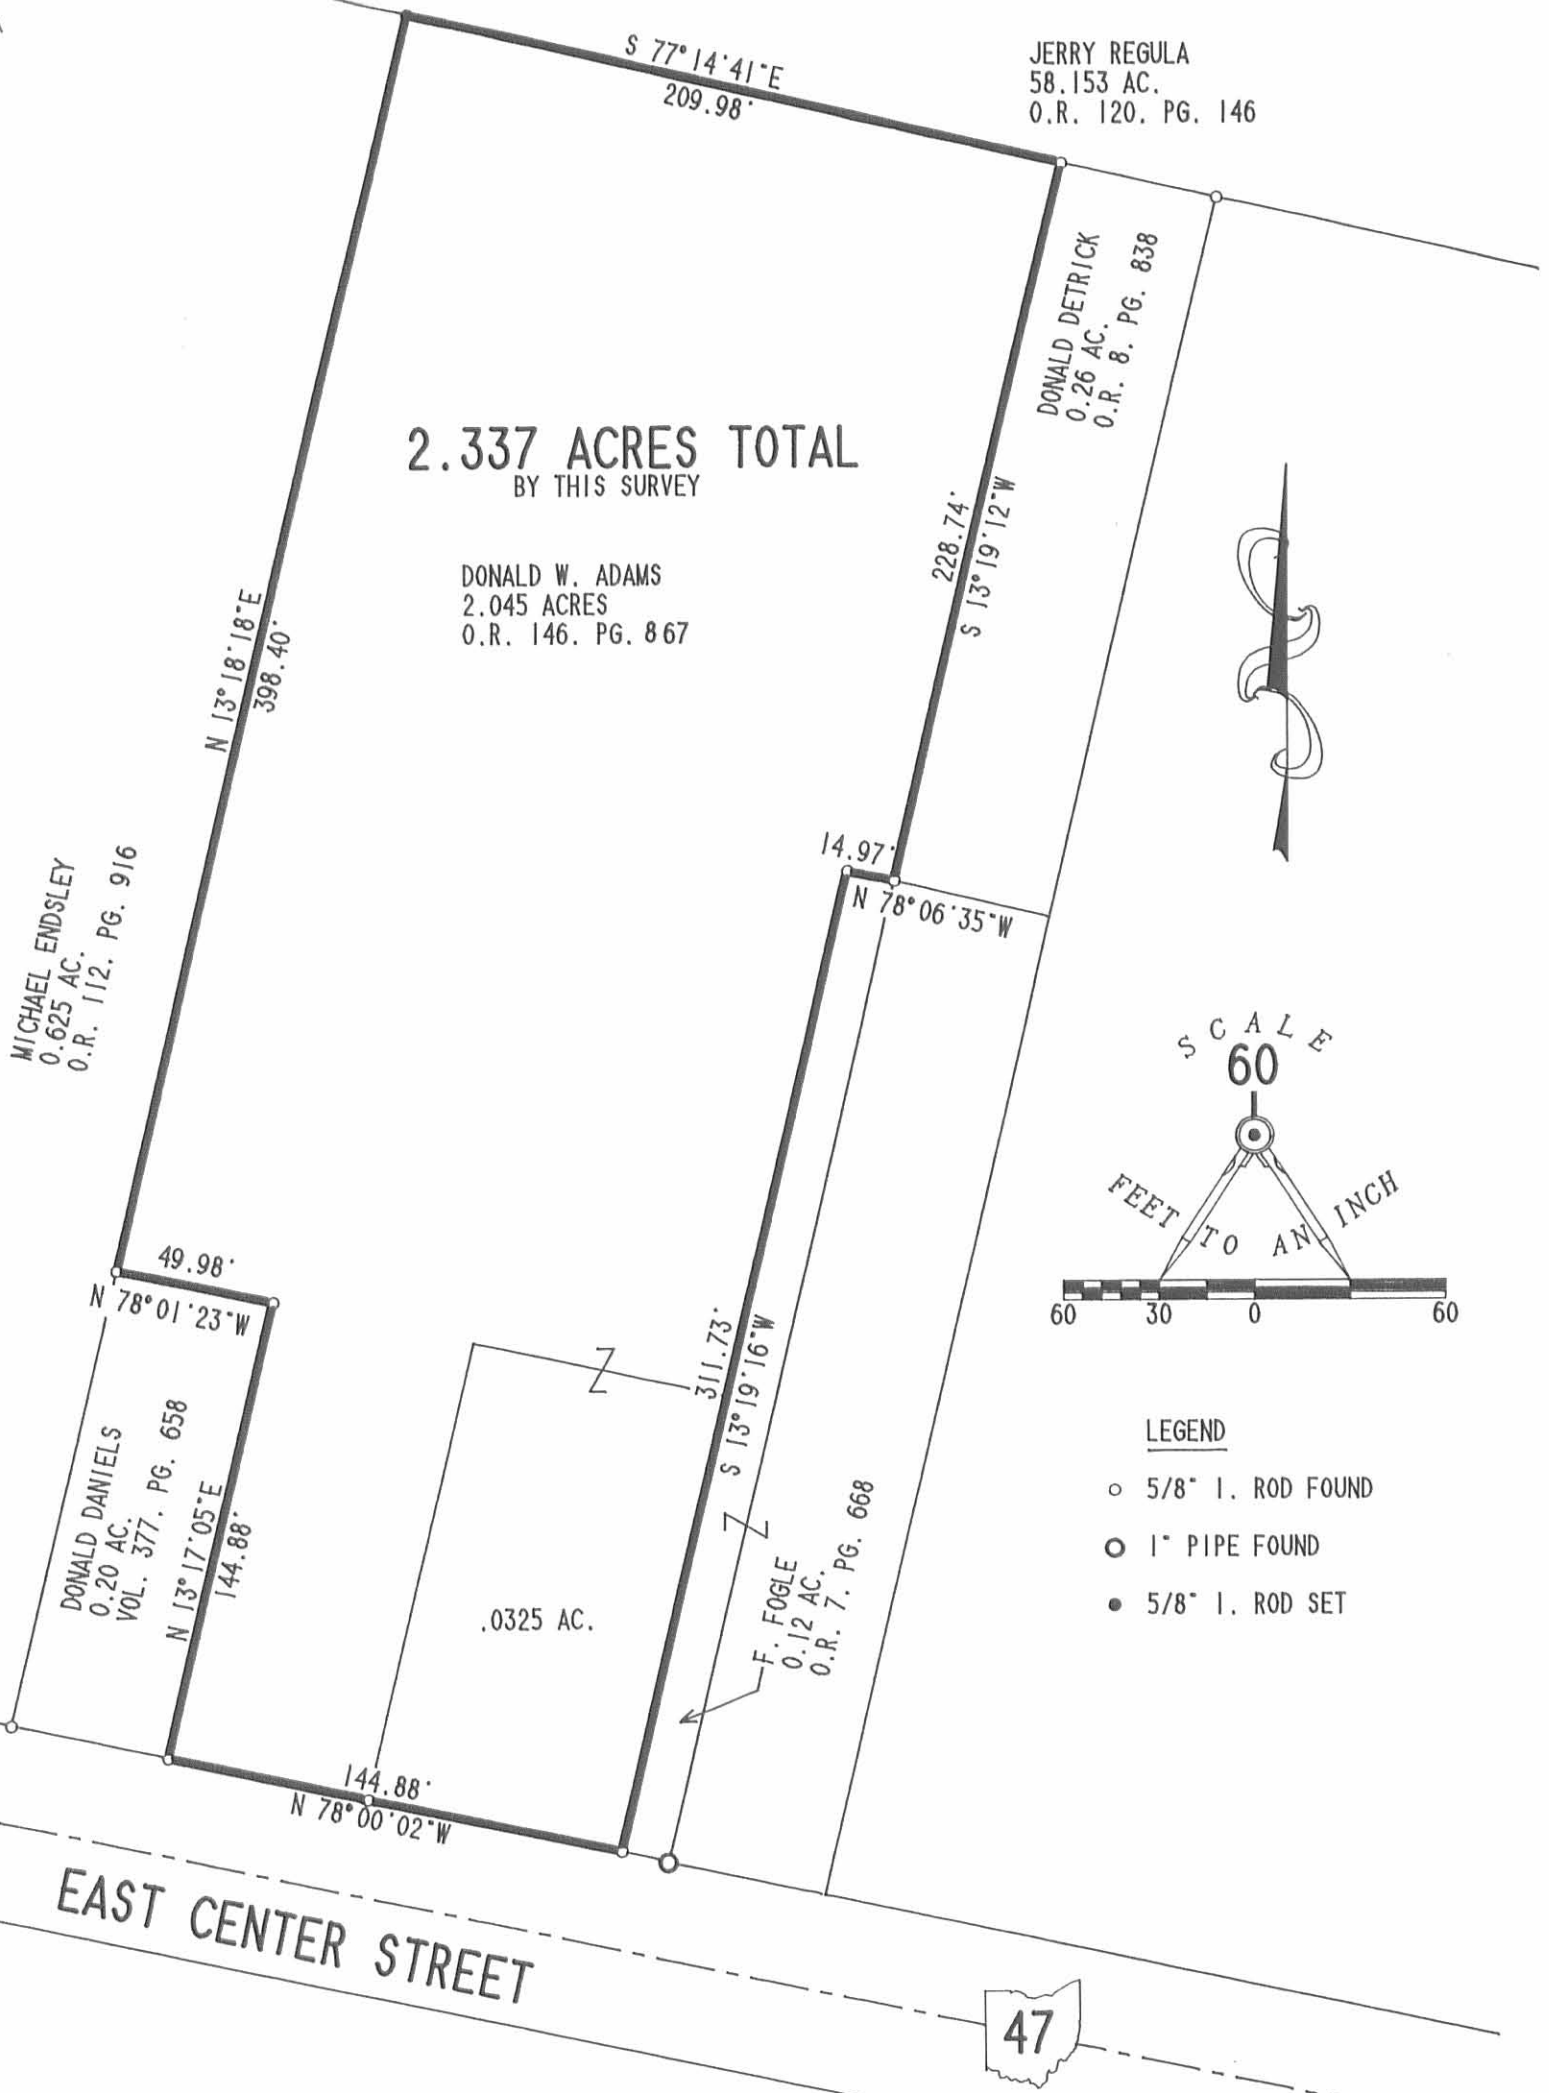 S 77°14'41"E
209.98'
JERRY REGULA
58.153 AC.
O.R. 120. PG. 146
DONALD DETRICK
0.26 AC.
O.R. 8. PG. 838
2.337 ACRES TOTAL
BY THIS SURVEY
DONALD W. ADAMS
2.045 ACRES
O.R. 146. PG. 867
228.74'
S 13°19'12"W
N 13°18'18"E
398.40'
14.97'
N 78°06'35"W
MICHAEL ENDSLEY
0.625 AC.
O.R. 112. PG. 916
SCALE
60
FEET TO AN INCH
60 30 0 60
49.98'
N 78°01'23"W
311.73'
S 13°19'16"W
LEGEND
5/8" I. ROD FOUND
1" PIPE FOUND
5/8" I. ROD SET
DONALD DANIELS
0.20 AC.
VOL. 377. PG. 658
N 13°17'05"E
144.88'
.0325 AC.
F. FOGLE
0.12 AC.
O.R. 7. PG. 668
144.88'
N 78°00'02"W
EAST CENTER STREET
47